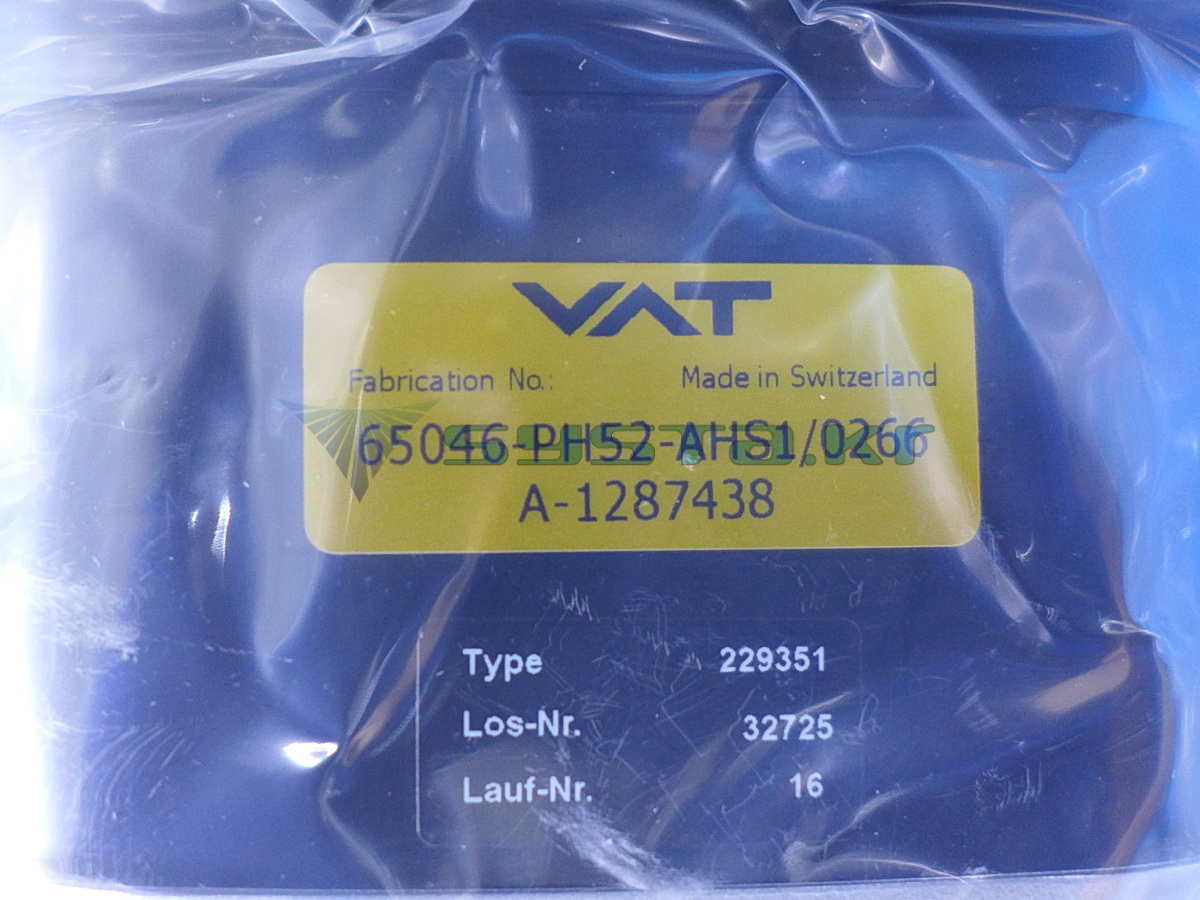 VAT
Fabrication No.: Made in Switzerland
65046-PH52-AHS1/0266
A-1287438
Type 229351
Los-Nr. 32725
Lauf-Nr. 16